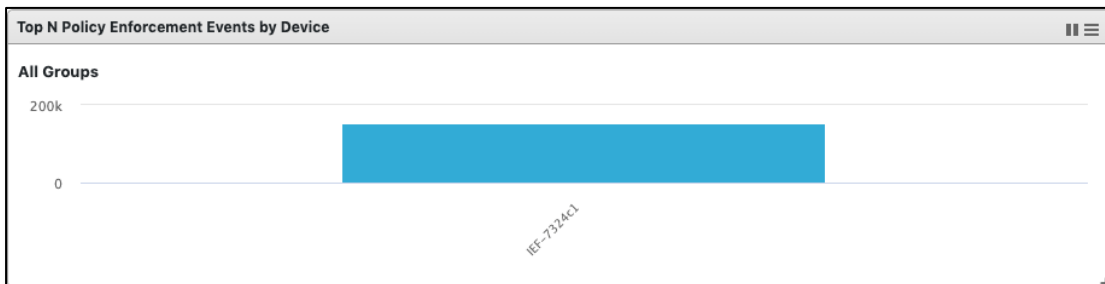 Top N Policy Enforcement Events by Device
All Groups
200k
0
IEF-7324c1